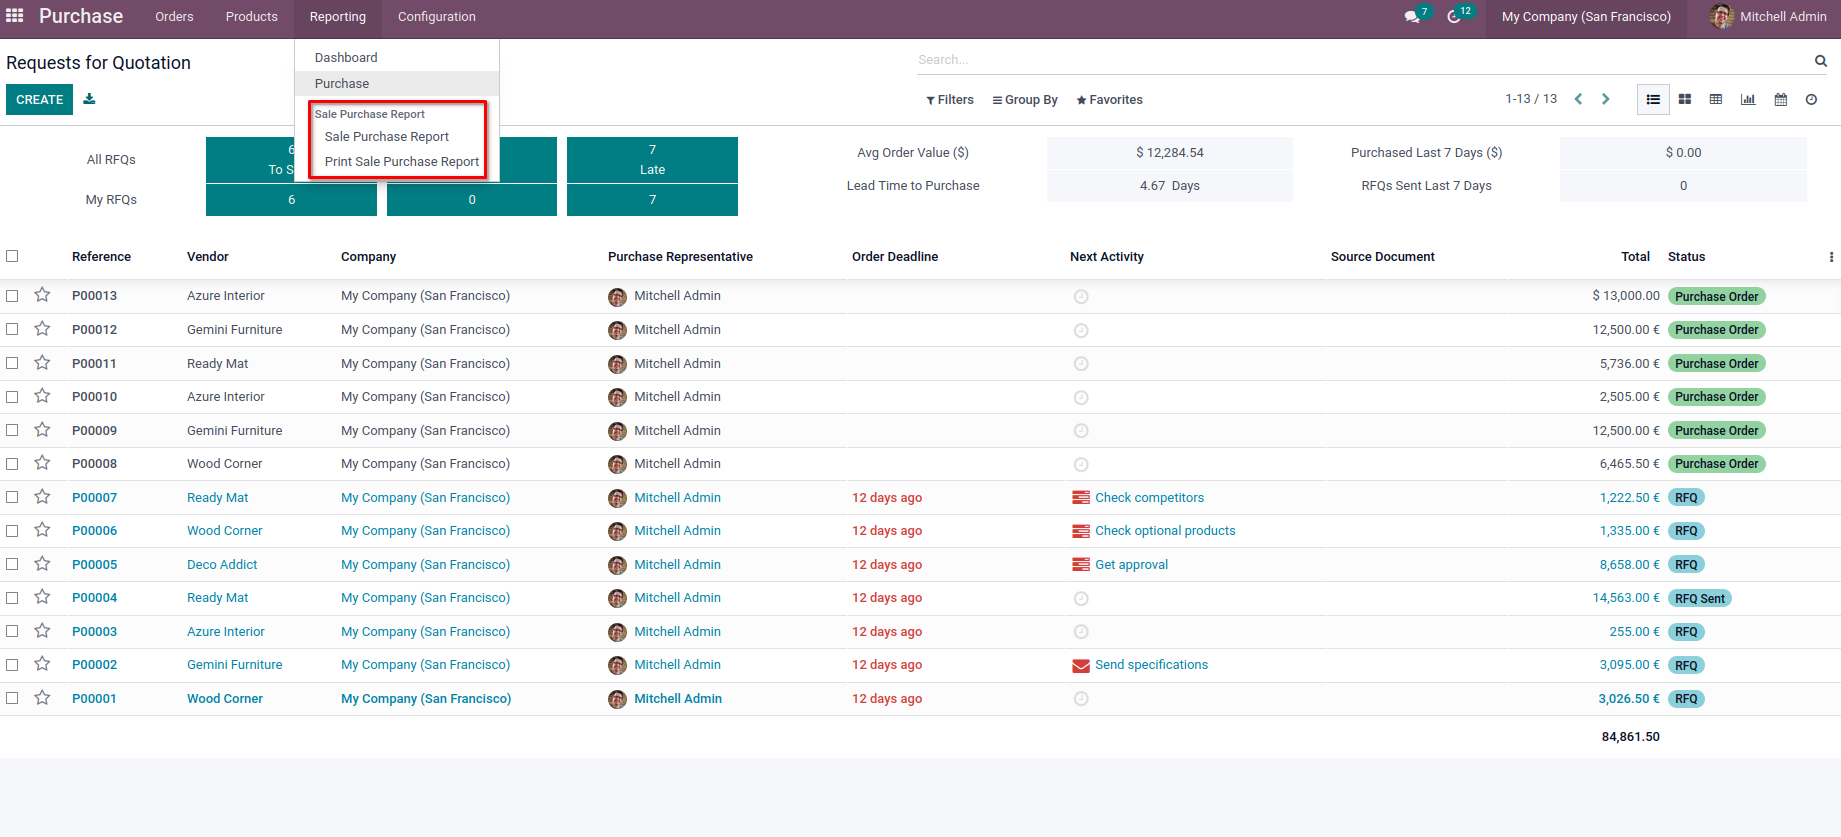 Purchase Orders Products Reporting Configuration 7 12 My Company (San Francisco) Mitchell Admin
Requests for Quotation
Search...
Dashboard
Purchase
Sale Purchase Report
Sale Purchase Report
Print Sale Purchase Report
CREATE
Filters Group By Favorites 1-13 / 13
All RFQs 6 7
To S Late
My RFQs 6 0 7
Avg Order Value ($) $ 12,284.54 Purchased Last 7 Days ($) $ 0.00
Lead Time to Purchase 4.67 Days RFQs Sent Last 7 Days 0
Reference Vendor Company Purchase Representative Order Deadline Next Activity Source Document Total Status
P00013 Azure Interior My Company (San Francisco) Mitchell Admin $ 13,000.00 Purchase Order
P00012 Gemini Furniture My Company (San Francisco) Mitchell Admin 12,500.00 € Purchase Order
P00011 Ready Mat My Company (San Francisco) Mitchell Admin 5,736.00 € Purchase Order
P00010 Azure Interior My Company (San Francisco) Mitchell Admin 2,505.00 € Purchase Order
P00009 Gemini Furniture My Company (San Francisco) Mitchell Admin 12,500.00 € Purchase Order
P00008 Wood Corner My Company (San Francisco) Mitchell Admin 6,465.50 € Purchase Order
P00007 Ready Mat My Company (San Francisco) Mitchell Admin 12 days ago Check competitors 1,222.50 € RFQ
P00006 Wood Corner My Company (San Francisco) Mitchell Admin 12 days ago Check optional products 1,335.00 € RFQ
P00005 Deco Addict My Company (San Francisco) Mitchell Admin 12 days ago Get approval 8,658.00 € RFQ
P00004 Ready Mat My Company (San Francisco) Mitchell Admin 12 days ago 14,563.00 € RFQ Sent
P00003 Azure Interior My Company (San Francisco) Mitchell Admin 12 days ago 255.00 € RFQ
P00002 Gemini Furniture My Company (San Francisco) Mitchell Admin 12 days ago Send specifications 3,095.00 € RFQ
P00001 Wood Corner My Company (San Francisco) Mitchell Admin 12 days ago 3,026.50 € RFQ
84,861.50